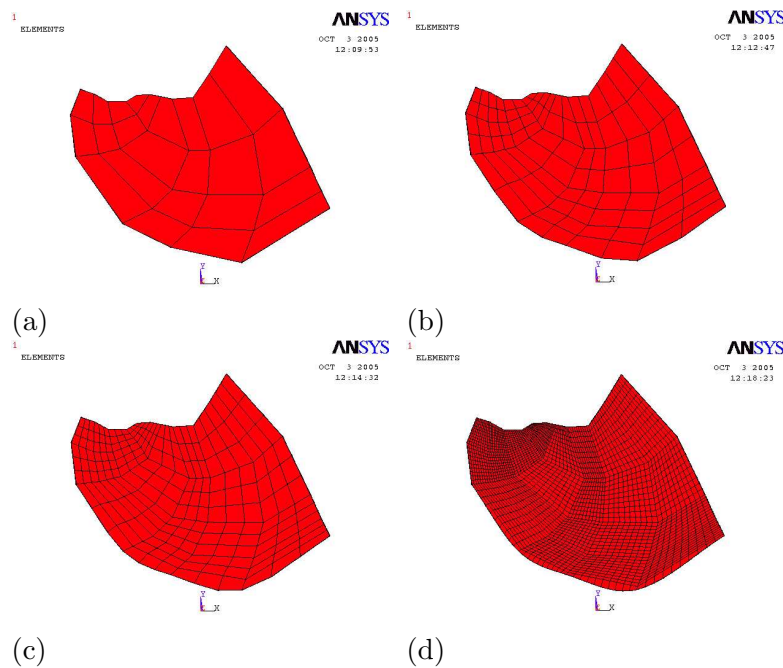 1
ELEMENTS
ANSYS
OCT 3 2005
12:09:53
Y
X
(a)
1
ELEMENTS
ANSYS
OCT 3 2005
12:12:47
Y
X
(b)
1
ELEMENTS
ANSYS
OCT 3 2005
12:14:32
Y
X
(c)
1
ELEMENTS
ANSYS
OCT 3 2005
12:18:23
Y
X
(d)